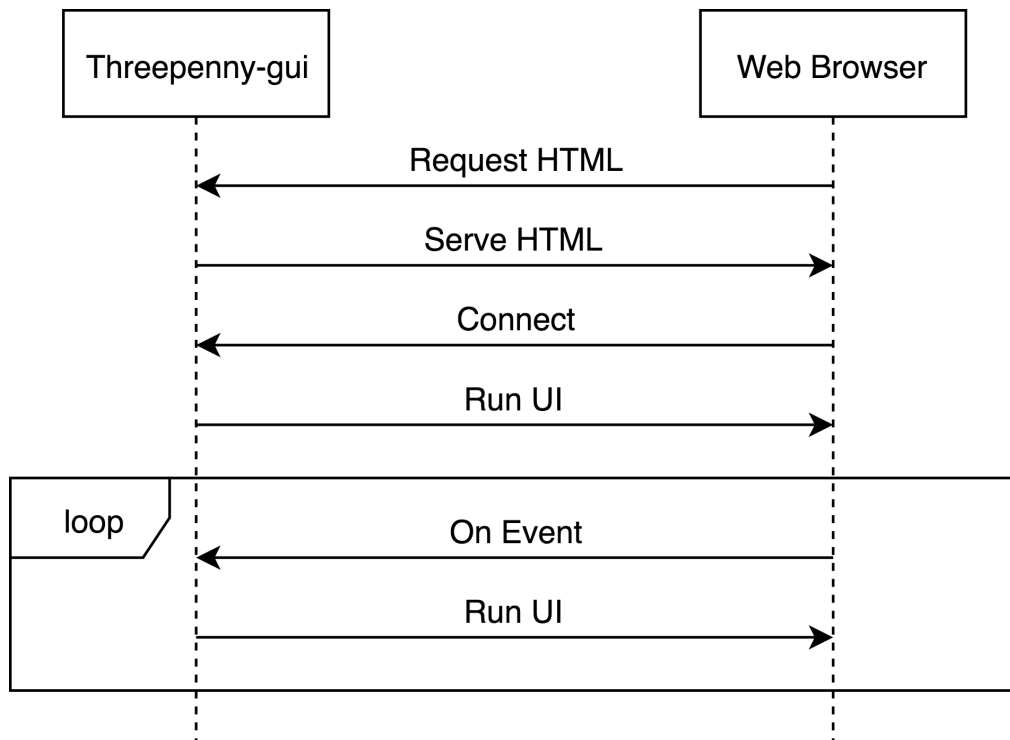 Threepenny-gui
Web Browser
Request HTML
Serve HTML
Connect
Run UI
loop
On Event
Run UI